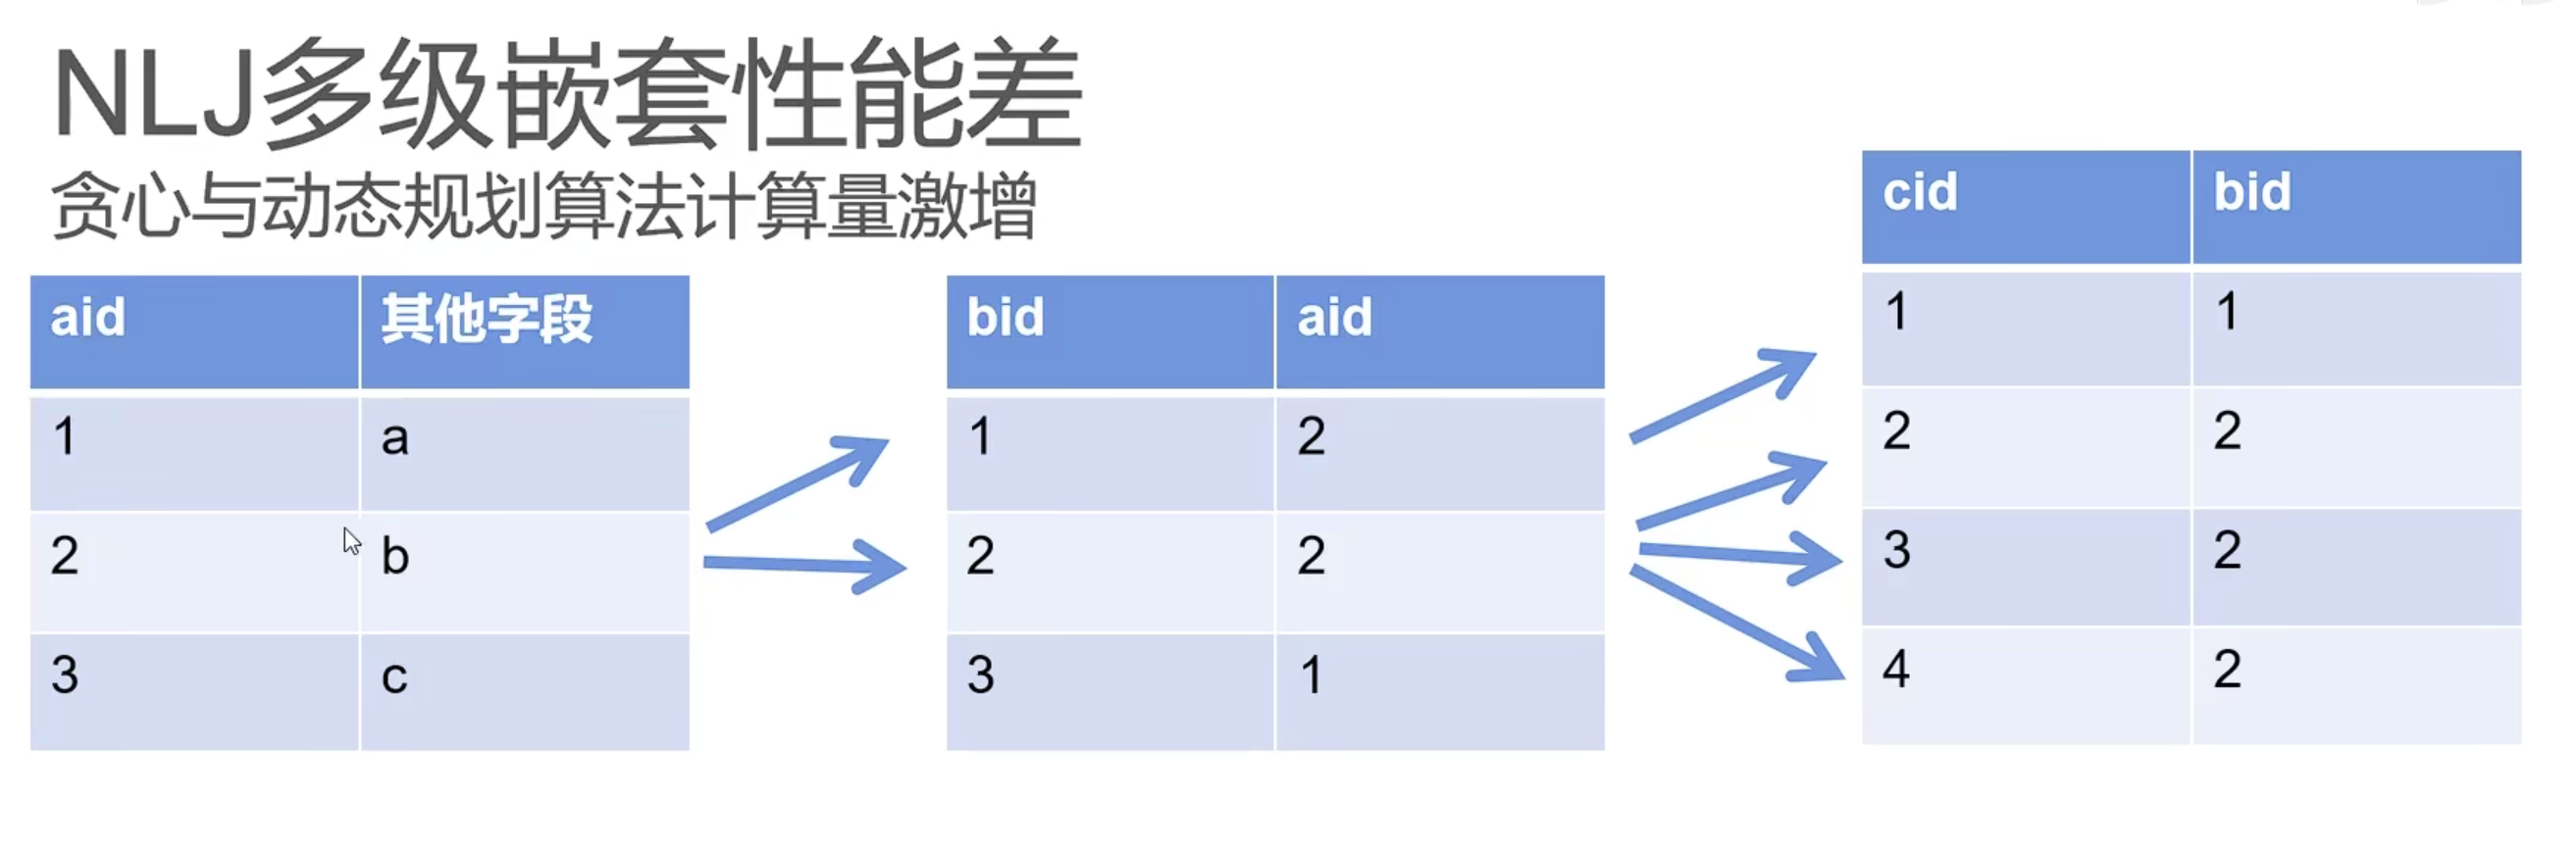 NLJ多级嵌套性能差
贪心与动态规划算法计算量激增
aid 其他字段
1 a
2 b
3 c
bid aid
1 2
2 2
3 1
cid bid
1 1
2 2
3 2
4 2